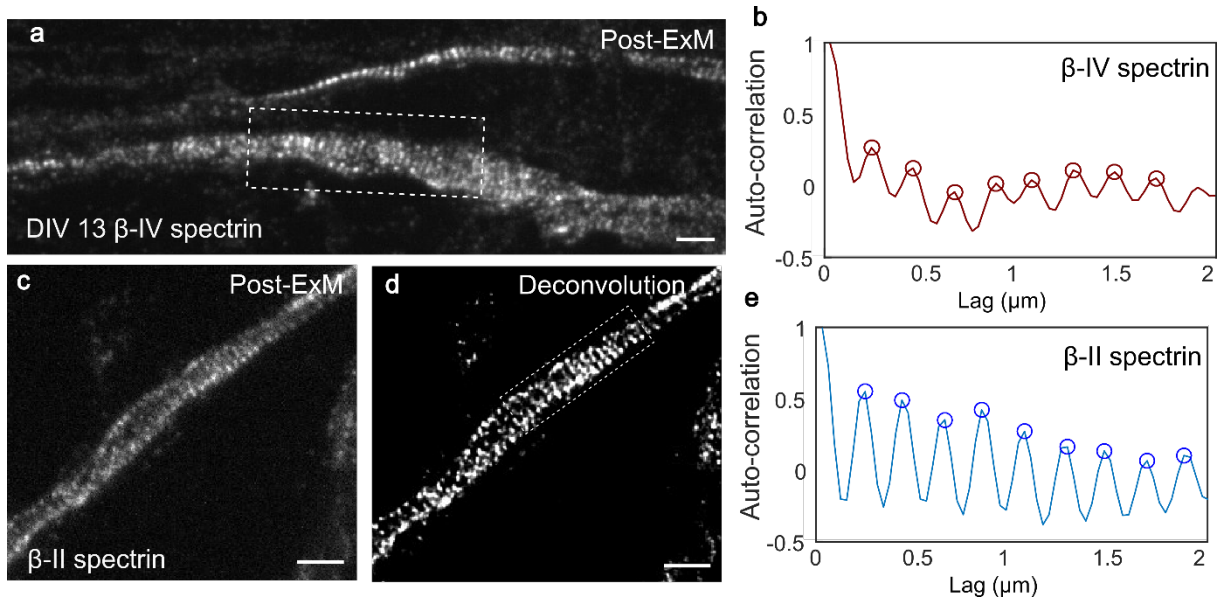 a
Post-ExM
DIV 13 β-IV spectrin
b
1
0.5
0
-0.5
Auto-correlation
β-IV spectrin
0
0.5
1
1.5
2
Lag (μm)
c
Post-ExM
β-II spectrin
d
Deconvolution
e
1
0.5
0
-0.5
Auto-correlation
β-II spectrin
0
0.5
1
1.5
2
Lag (μm)